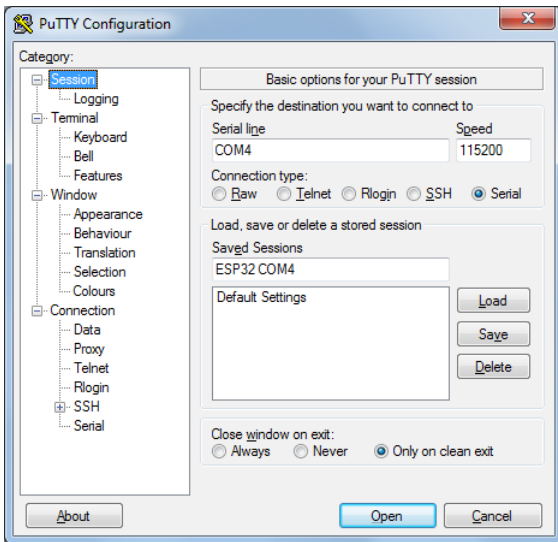 PuTTY Configuration
Category:
Session
Logging
Terminal
Keyboard
Bell
Features
Window
Appearance
Behaviour
Translation
Selection
Colours
Connection
Data
Proxy
Telnet
Rlogin
SSH
Serial
Basic options for your PuTTY session
Specify the destination you want to connect to
Serial line Speed
COM4 115200
Connection type:
Raw Telnet Rlogin SSH Serial
Load, save or delete a stored session
Saved Sessions
ESP32 COM4
Default Settings
Load
Save
Delete
Close window on exit:
Always Never Only on clean exit
About Open Cancel